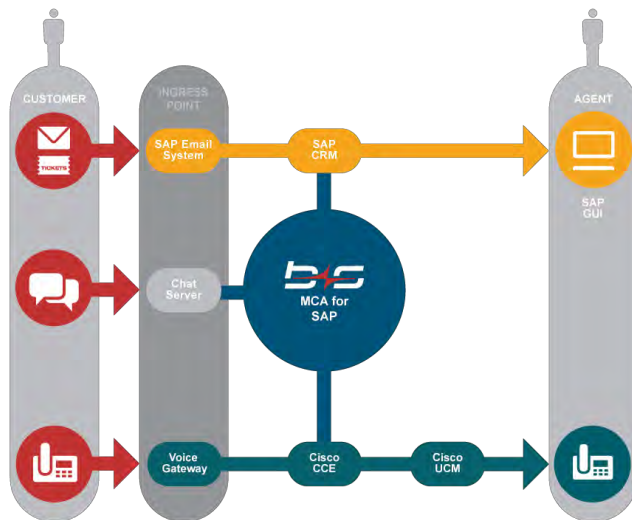 CUSTOMER
INGRESS
POINT
AGENT
TICKETS
SAP Email
System
SAP
CRM
SAP
GUI
Chat
Server
b+s
MCA for
SAP
Voice
Gateway
Cisco
CCE
Cisco
UCM